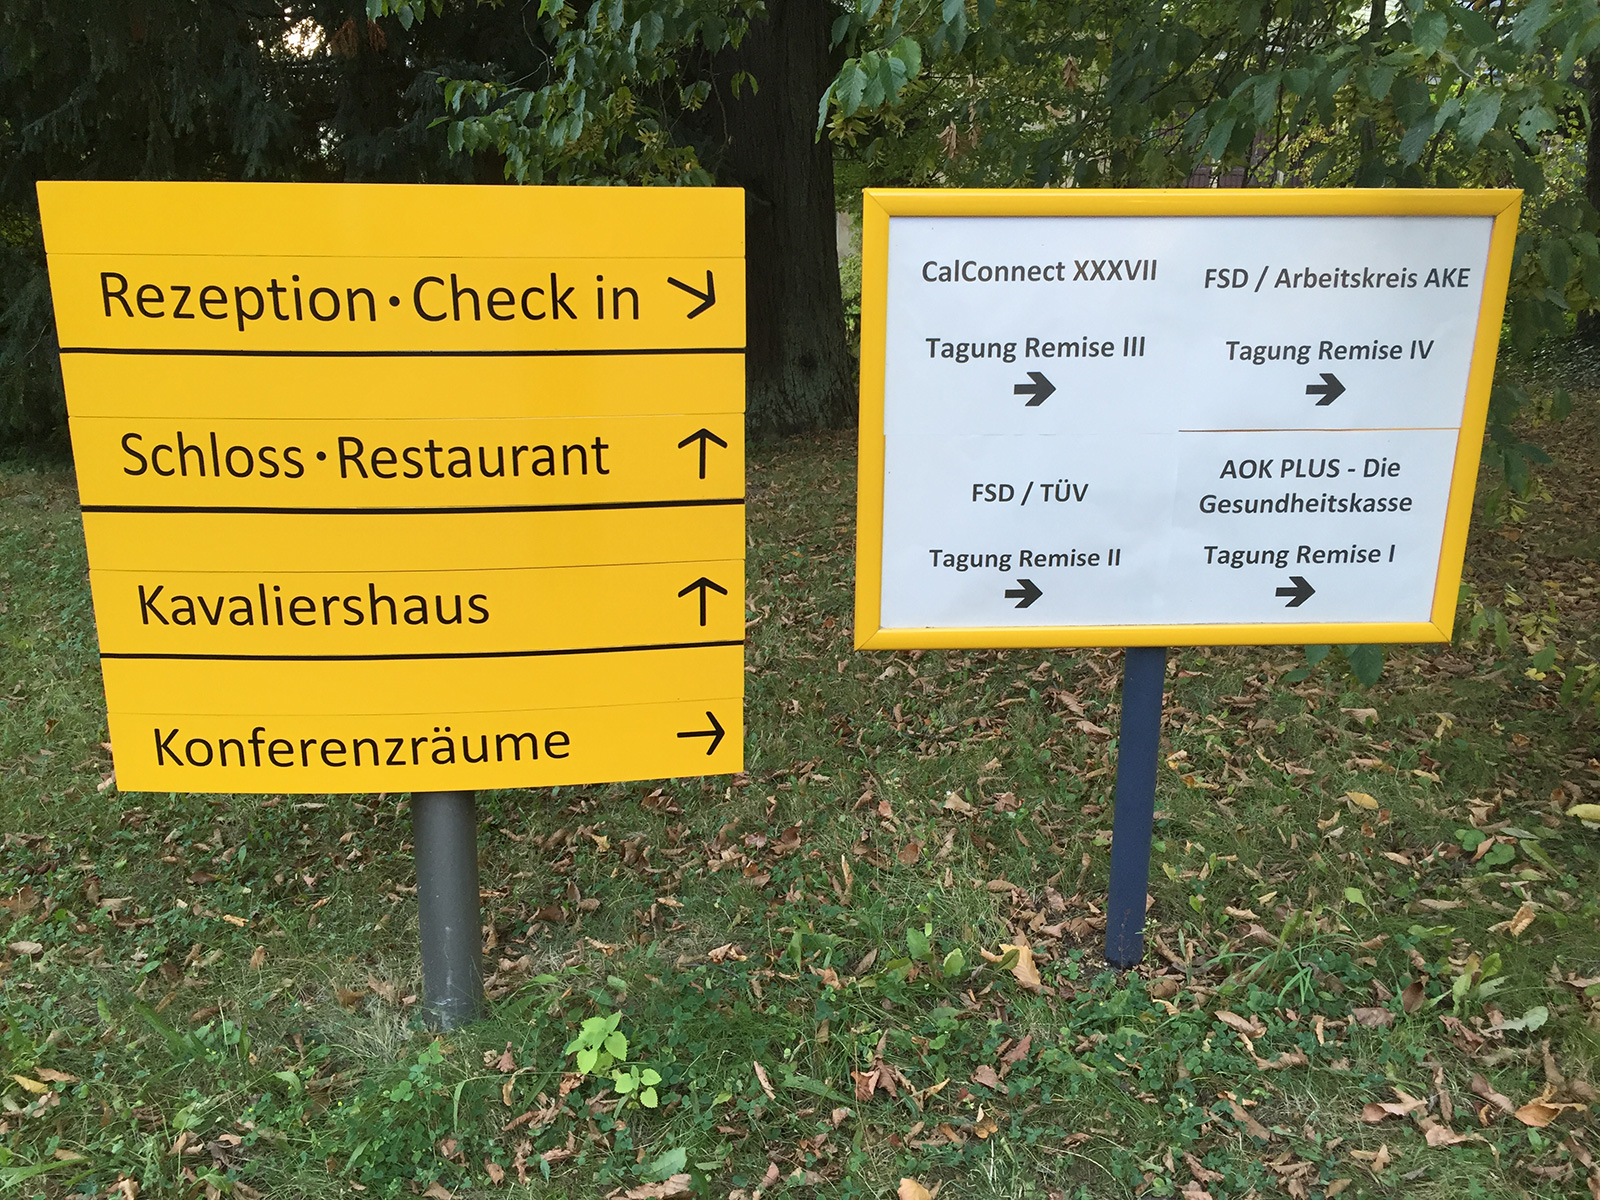 Rezeption · Check in
Schloss · Restaurant
Kavaliershaus
Konferenzräume
CalConnect XXXVII
Tagung Remise III
FSD / Arbeitskreis AKE
Tagung Remise IV
FSD / TÜV
Tagung Remise II
AOK PLUS - Die
Gesundheitskasse
Tagung Remise I